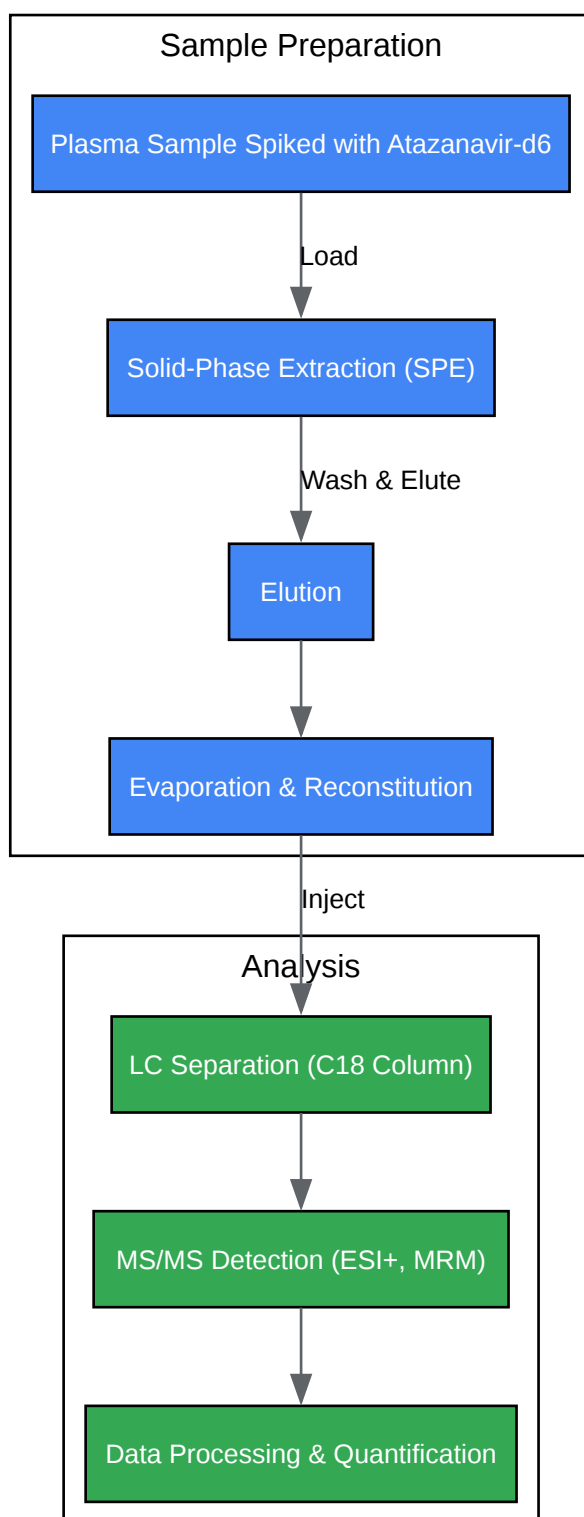 Sample Preparation
Plasma Sample Spiked with Atazanavir-d6
Load
Solid-Phase Extraction (SPE)
Wash & Elute
Elution
Evaporation & Reconstitution
Inject
Analysis
LC Separation (C18 Column)
MS/MS Detection (ESI+, MRM)
Data Processing & Quantification